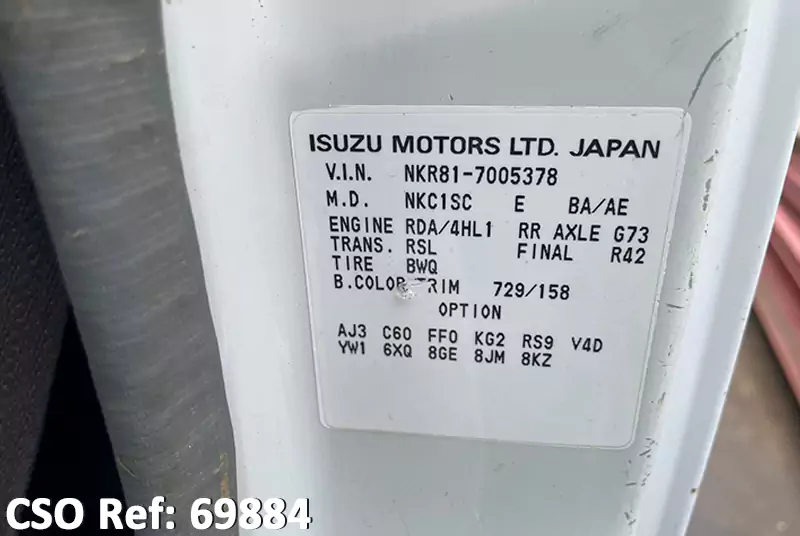 ISUZU MOTORS LTD. JAPAN
V.I.N. NKR81-7005378
M.D. NKC1SC E BA/AE
ENGINE RDA/4HL1 RR AXLE G73
TRANS. RSL FINAL R42
TIRE BWQ
B.COLOR TRIM 729/158
OPTION
AJ3 C60 FF0 KG2 RS9 V4D
YW1 6XQ 8GE 8JM 8KZ
CSO Ref: 69884